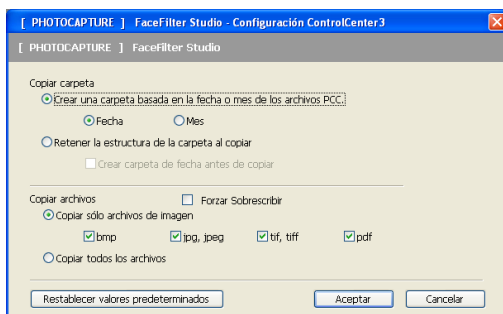 [ PHOTOCAPTURE ] FaceFilter Studio - Configuración ControlCenter3
[ PHOTOCAPTURE ] FaceFilter Studio
Copiar carpeta
Crear una carpeta basada en la fecha o mes de los archivos PCC.
Fecha Mes
Retener la estructura de la carpeta al copiar
Crear carpeta de fecha antes de copiar
Copiar archivos Forzar Sobrescribir
Copiar sólo archivos de imagen
bmp jpg, jpeg tif, tiff pdf
Copiar todos los archivos
Restablecer valores predeterminados Aceptar Cancelar